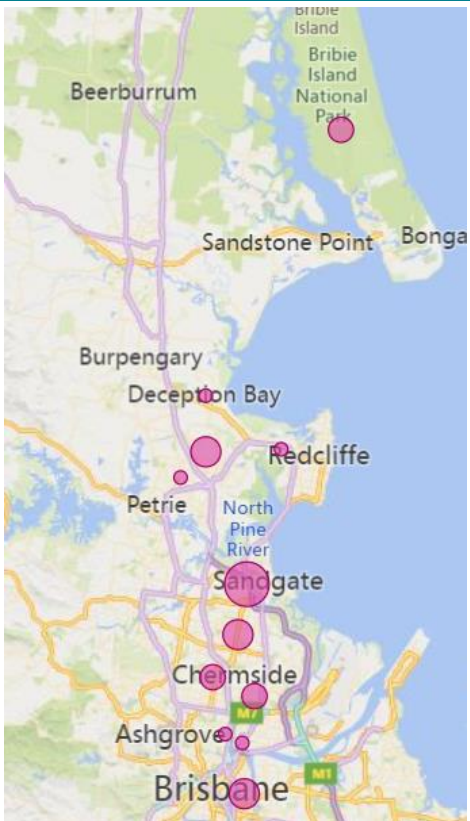 Bribie
Island
Bribie
Island
National
Park
Beerburrum
Sandstone Point
Bonga
Burpengary
Deception Bay
Redcliffe
Petrie
North
Pine
River
Sandgate
Chermside
M7
Ashgrove
M1
Brisbane